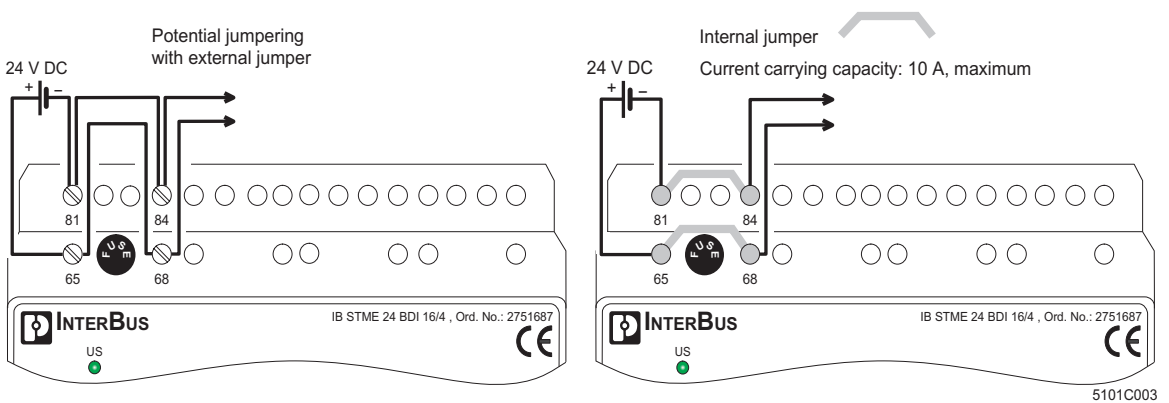 Potential jumpering
with external jumper
24 V DC
+ –
81 84
FUSE
65 68
INTERBUS
IB STME 24 BDI 16/4 , Ord. No.: 2751687
CE
US
Internal jumper
Current carrying capacity: 10 A, maximum
24 V DC
+ –
81 84
FUSE
65 68
INTERBUS
IB STME 24 BDI 16/4 , Ord. No.: 2751687
CE
US
5101C003